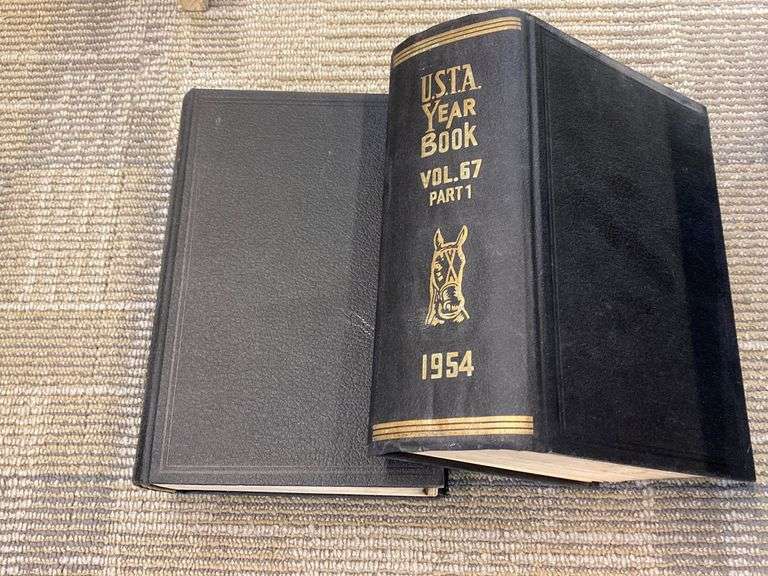 U.S.T.A.
YEAR
BOOK
VOL.67
PART 1
1954